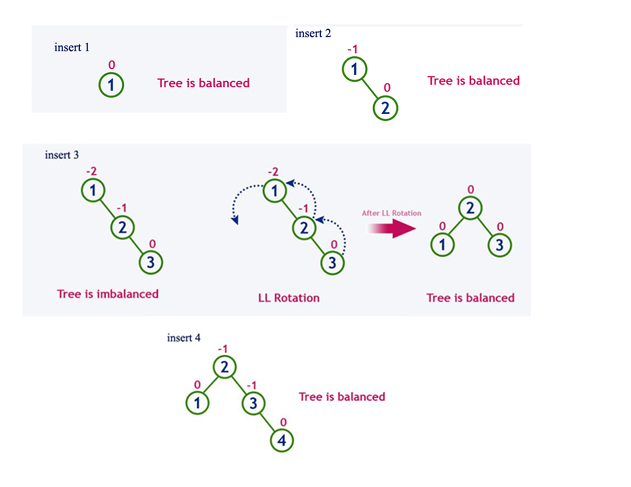 insert 1
0
1
Tree is balanced
insert 2
-1
1
0
2
Tree is balanced
insert 3
-2
1
-1
2
0
3
Tree is imbalanced
-2
1
-1
2
0
3
LL Rotation
After LL Rotation
0
2
0
1
0
3
Tree is balanced
insert 4
-1
2
0
1
-1
3
0
4
Tree is balanced